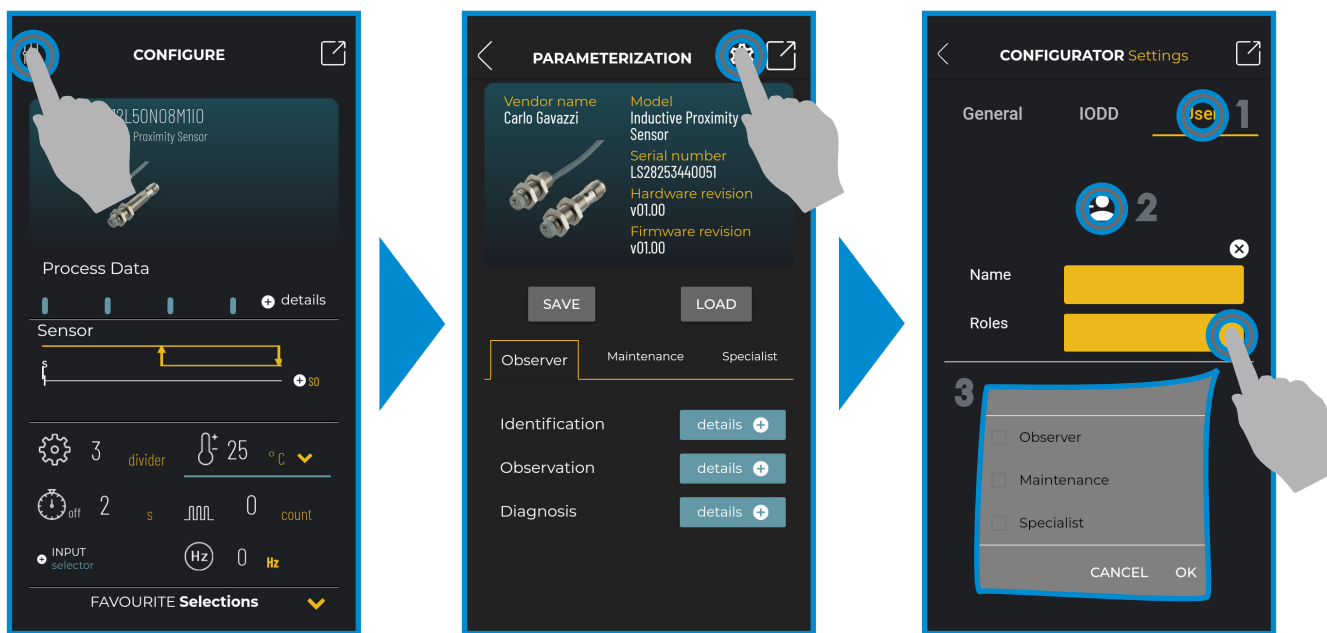 CONFIGURE
2L50N08M1IO
Proximity Sensor
Process Data
details
Sensor
s
so
3 divider
25 °C
off 2 s
0 count
INPUT
selector
Hz 0 Hz
FAVOURITE Selections
PARAMETERIZATION
Vendor name
Carlo Gavazzi
Model
Inductive Proximity
Sensor
Serial number
LS28253440051
Hardware revision
v01.00
Firmware revision
v01.00
SAVE LOAD
Observer Maintenance Specialist
Identification details
Observation details
Diagnosis details
CONFIGURATOR Settings
General IODD User 1
2
Name
Roles
3
Observer
Maintenance
Specialist
CANCEL OK